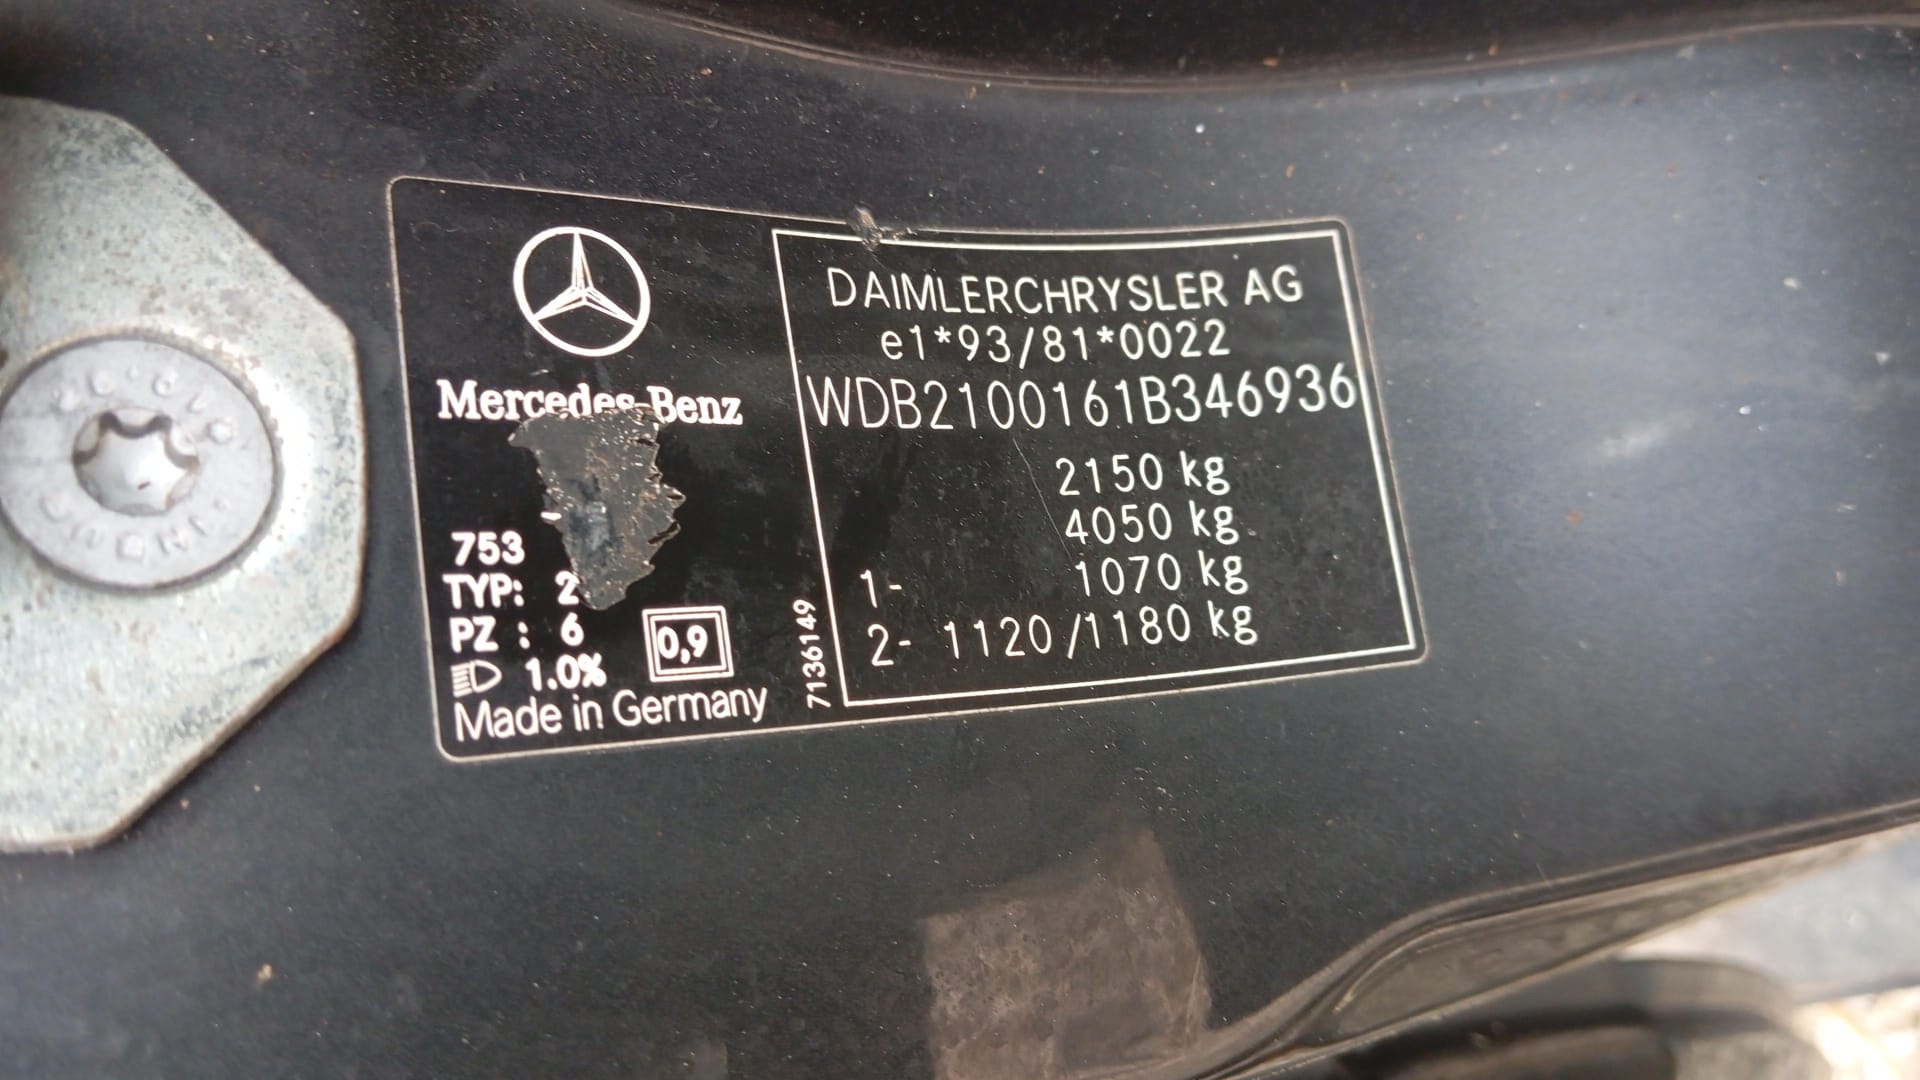 Mercedes-Benz
753
TYP: 2
PZ : 6
1.0%
0,9
Made in Germany
7136149
DAIMLERCHRYSLER AG
e1*93/81*0022
WDB2100161B346936
2150 kg
4050 kg
1- 1070 kg
2- 1120/1180 kg